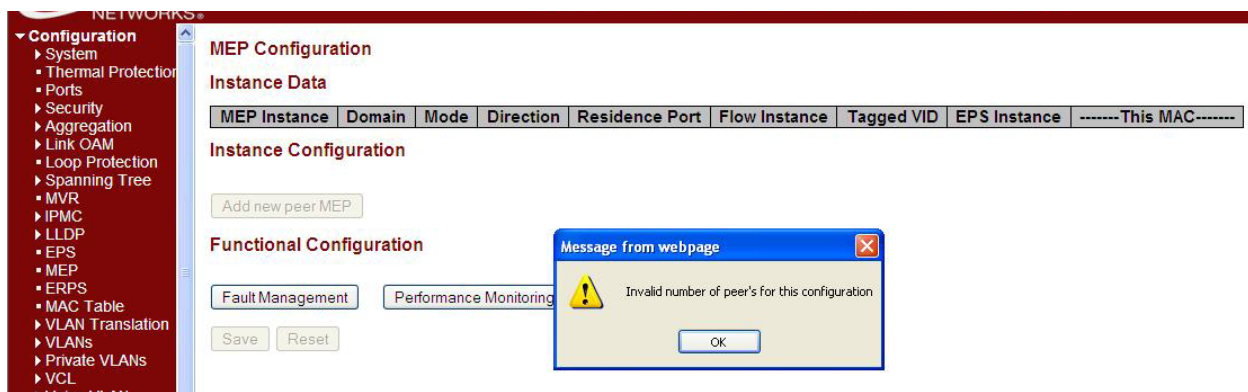 NETWORKS®
Configuration
System
Thermal Protection
Ports
Security
Aggregation
Link OAM
Loop Protection
Spanning Tree
MVR
IPMC
LLDP
EPS
MEP
ERPS
MAC Table
VLAN Translation
VLANs
Private VLANs
VCL
MEP Configuration
Instance Data
MEP Instance Domain Mode Direction Residence Port Flow Instance Tagged VID EPS Instance -------This MAC-------
Instance Configuration
Add new peer MEP
Functional Configuration
Fault Management Performance Monitoring
Save Reset
Message from webpage
Invalid number of peer's for this configuration
OK